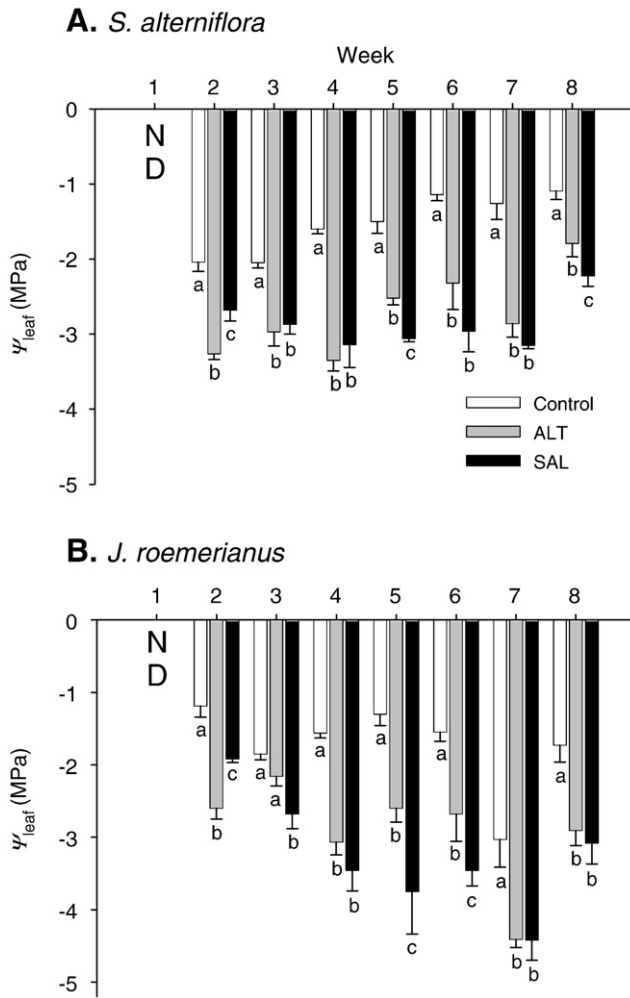 A. S. alterniflora
Week
1 2 3 4 5 6 7 8
0
N
D
-1
a a a a a a a
-2
b c b b b b b c b b b b b c
-3
-4
-5
Ψleaf (MPa)
Control
ALT
SAL
B. J. roemerianus
1 2 3 4 5 6 7 8
0
N
D
-1
a a a a a a a
-2
b c a b b b b c b c b b b b
-3
-4
-5
Ψleaf (MPa)